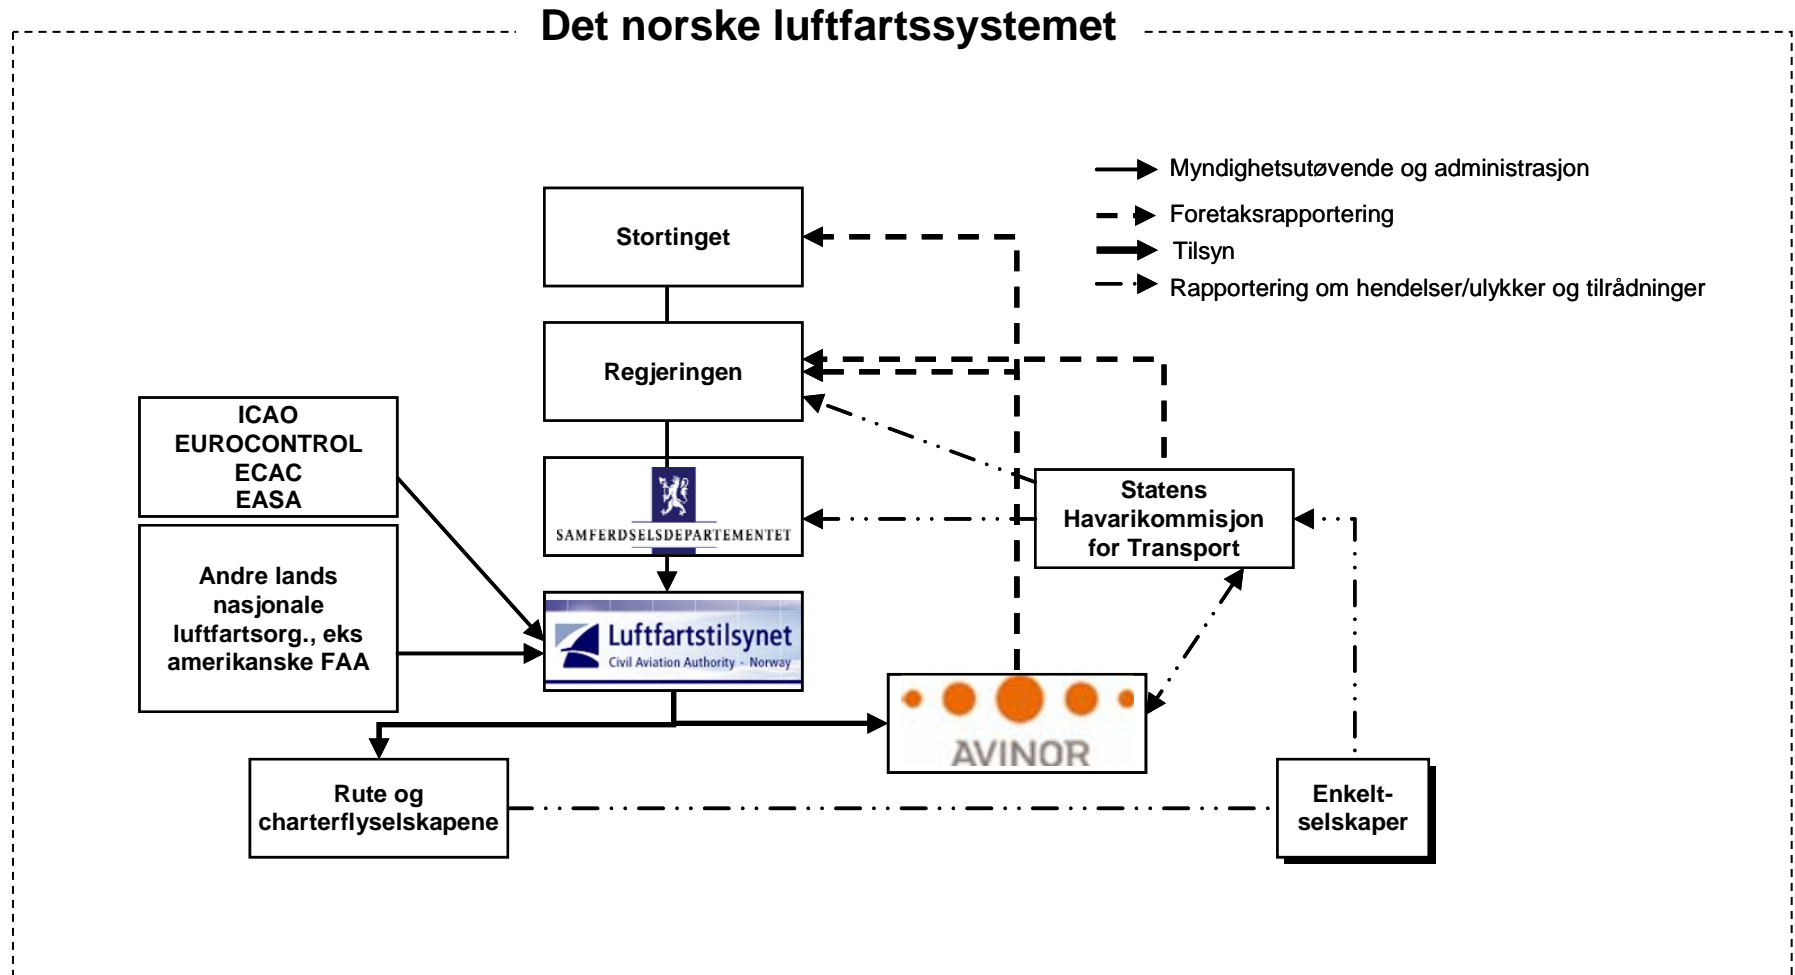 Det norske luftfartssystemet
Myndighetsutøvende og administrasjon
Foretaksrapportering
Tilsyn
Rapportering om hendelser/ulykker og tilrådninger
Stortinget
Regjeringen
ICAO
EUROCONTROL
ECAC
EASA
SAMFERDSELSDEPARTEMENTET
Statens
Havarikommisjon
for Transport
Andre lands
nasjonale
luftfartsorg., eks
amerikanske FAA
Luftfartstilsynet
Civil Aviation Authority - Norway
AVINOR
Rute og
charterflyselskapene
Enkelt-
selskaper